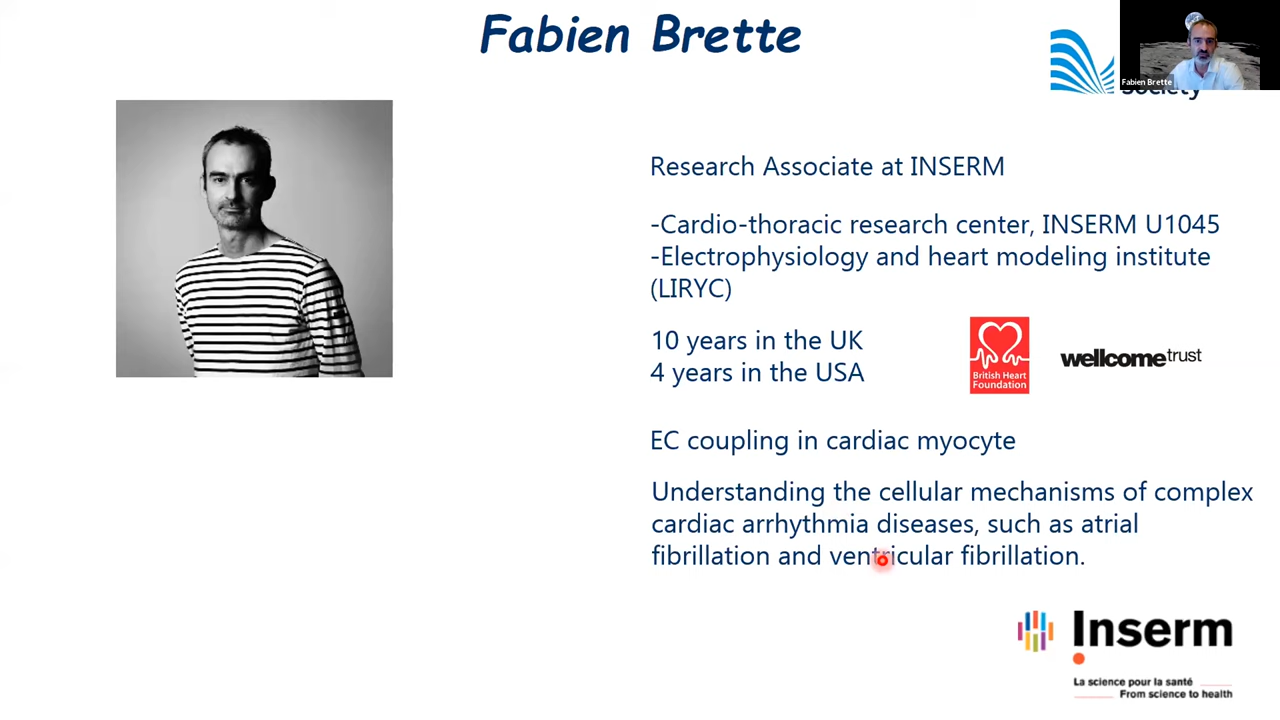 Fabien Brette
Fabien Brette
Society
Research Associate at INSERM
-Cardio-thoracic research center, INSERM U1045
-Electrophysiology and heart modeling institute
(LIRYC)
10 years in the UK
4 years in the USA
British Heart
Foundation
wellcometrust
EC coupling in cardiac myocyte
Understanding the cellular mechanisms of complex
cardiac arrhythmia diseases, such as atrial
fibrillation and ventricular fibrillation.
Inserm
La science pour la santé
From science to health